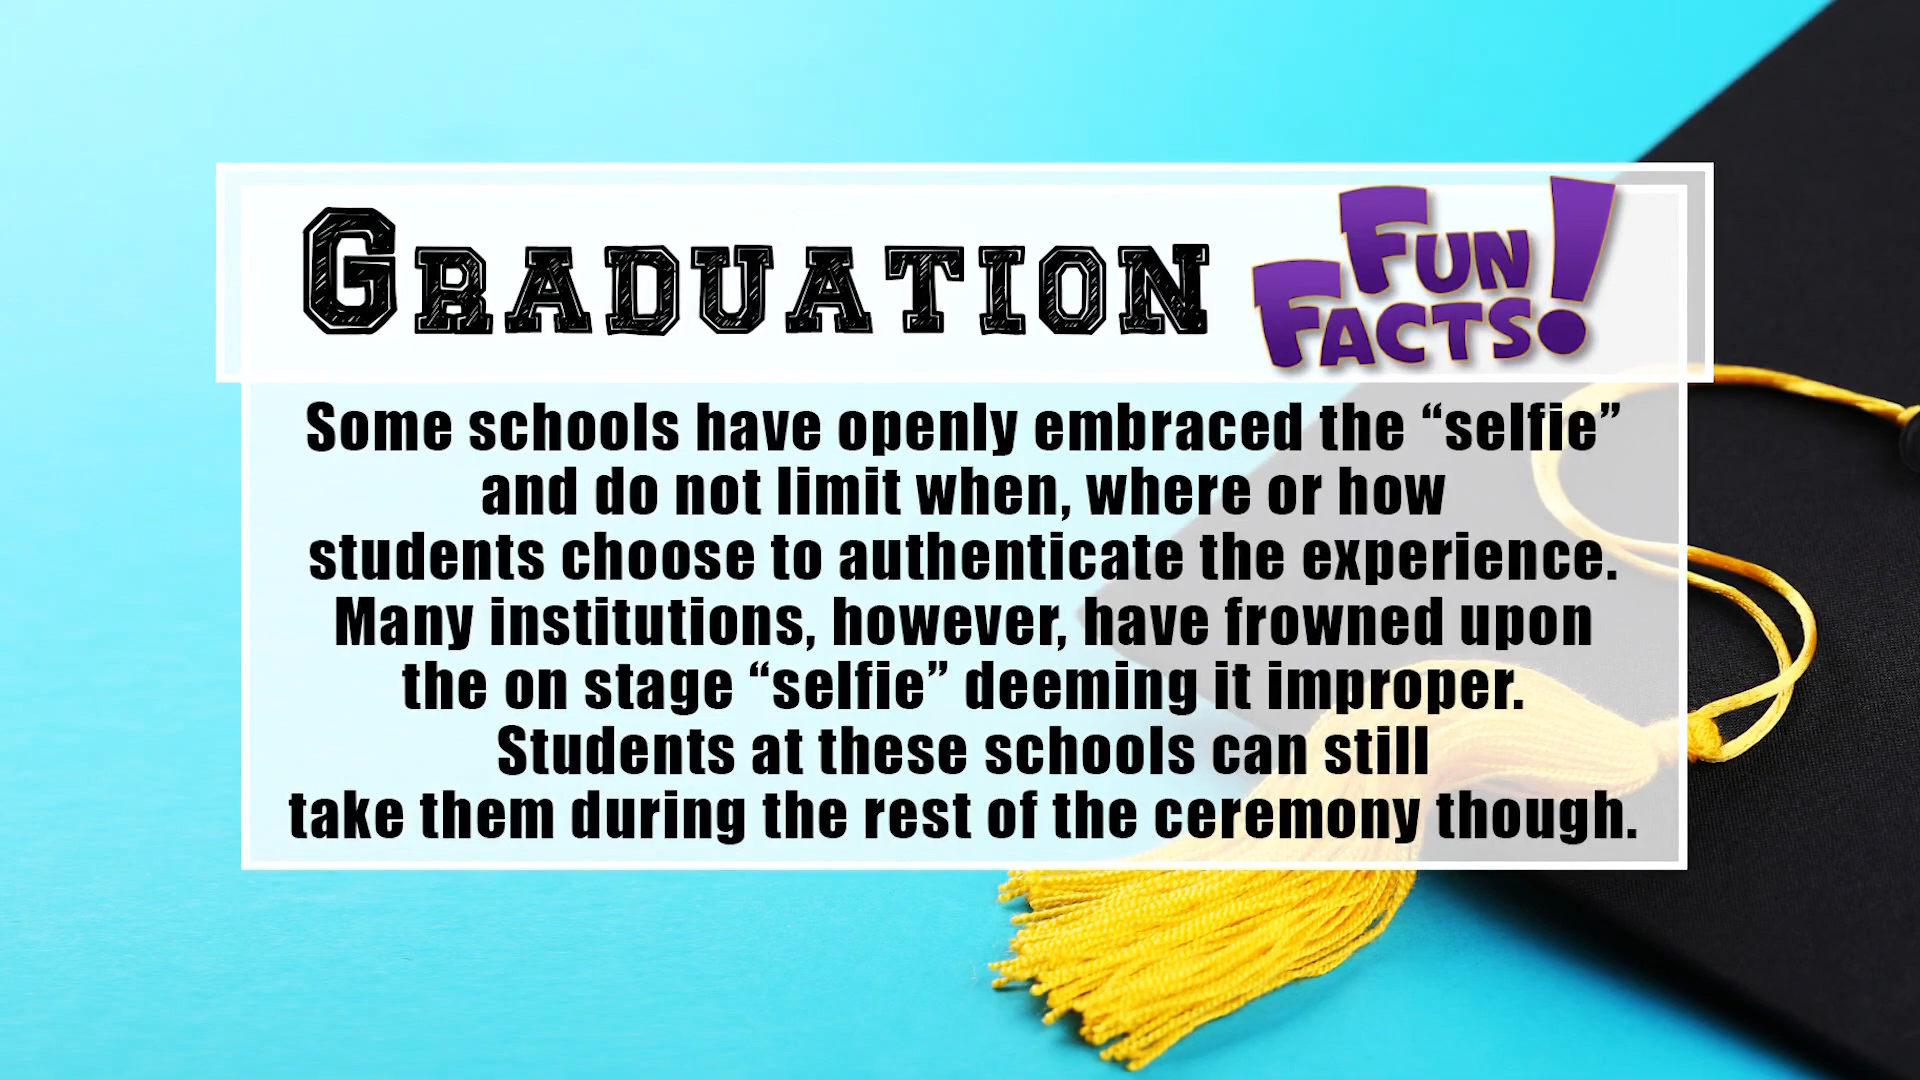 GRADUATION
FUN
FACTS!
Some schools have openly embraced the “selfie”
and do not limit when, where or how
students choose to authenticate the experience.
Many institutions, however, have frowned upon
the on stage “selfie” deeming it improper.
Students at these schools can still
take them during the rest of the ceremony though.